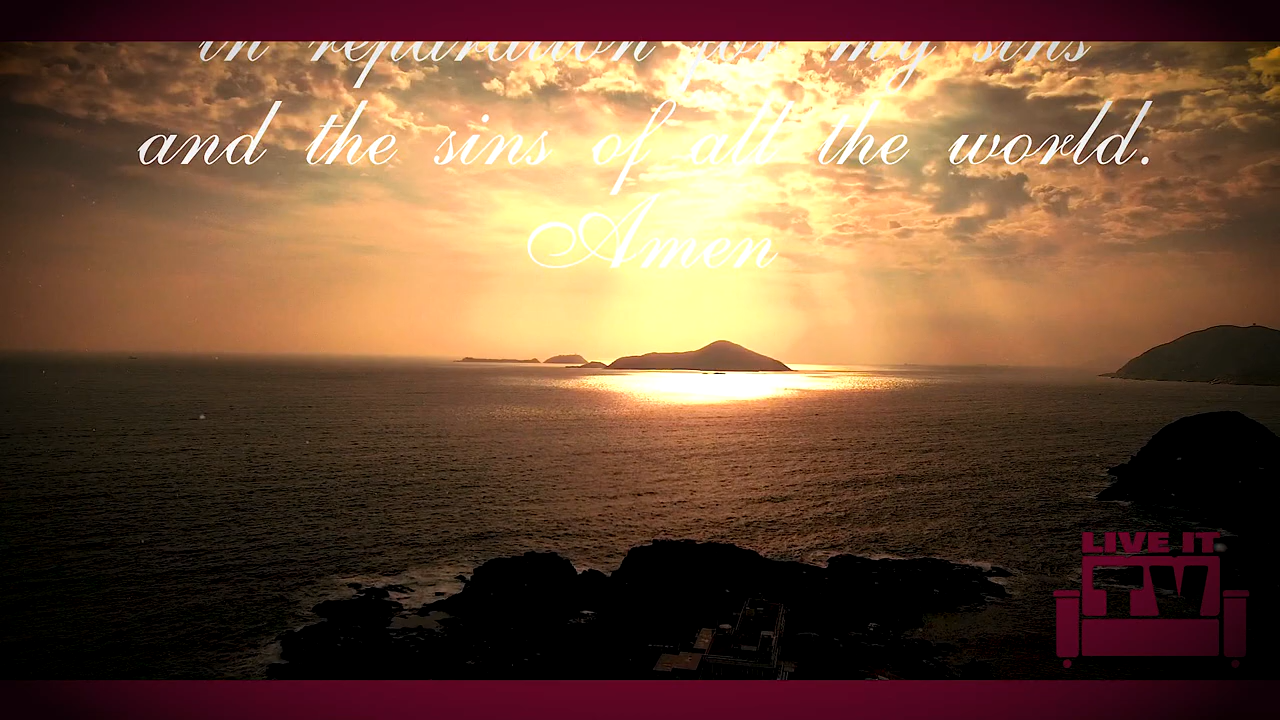 in reparation for my sins
and the sins of all the world.
Amen
LIVE IT
TV